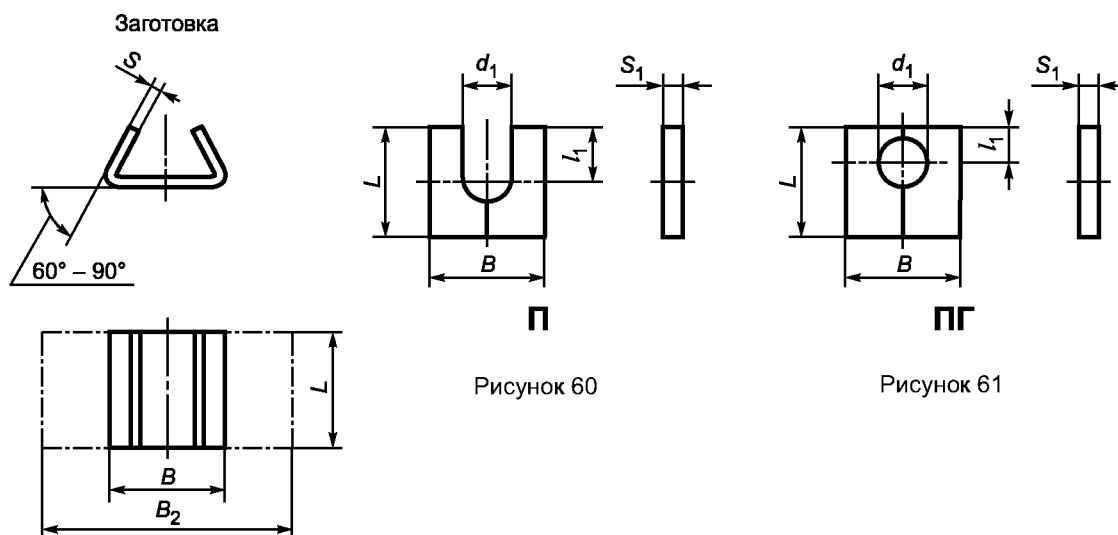 Заготовка
S
60° – 90°
L
B
B₂
d₁
S₁
L
l₁
B
П
Рисунок 60
d₁
S₁
L
l₁
B
ПГ
Рисунок 61